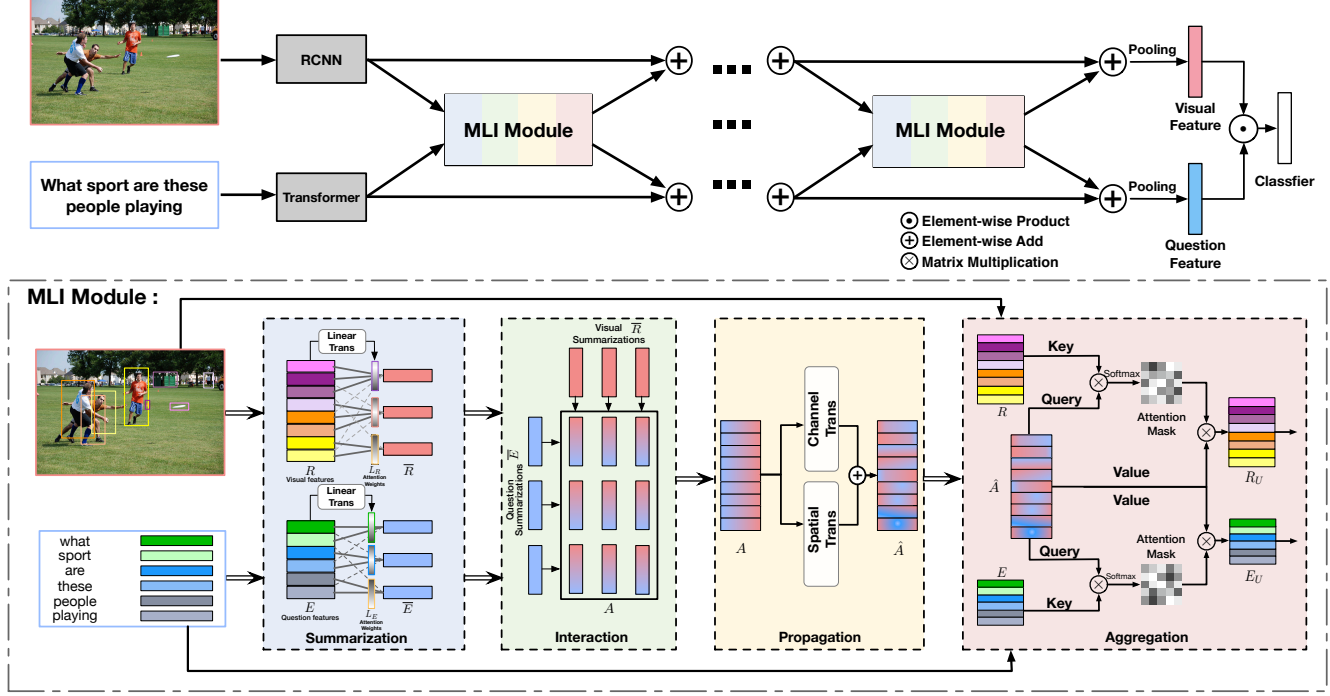 RCNN
MLI Module
MLI Module
Pooling
Visual
Feature
What sport are these
people playing
Transformer
Pooling
Classfier
Question
Feature
Element-wise Product
Element-wise Add
Matrix Multiplication
MLI Module :
Linear
Trans
R
Visual features
L_R
Attention
Weights
R̅
Linear
Trans
E
Question features
L_E
Attention
Weights
E̅
Summarization
Visual R̅
Summarizations
Question E̅
Summarizations
A
Interaction
A
Channel Trans
Spatial Trans
Â
Propagation
R
Key
Query
Softmax
Attention
Mask
Â
Value
Value
R_U
Query
Attention
Mask
Softmax
E
Key
E_U
Aggregation
what
sport
are
these
people
playing